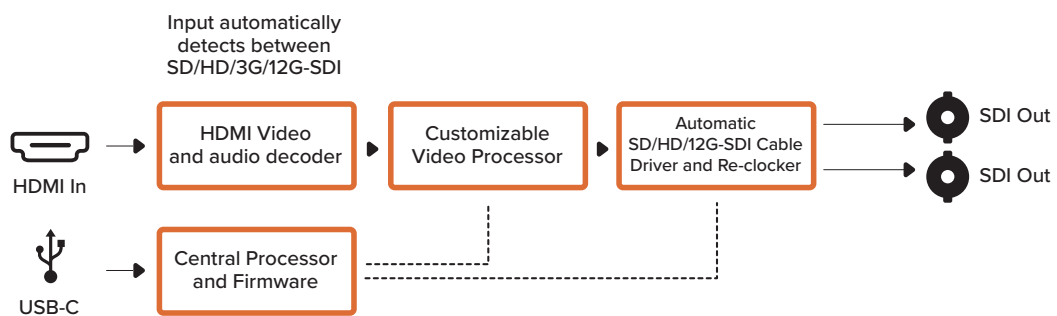 Input automatically
detects between
SD/HD/3G/12G-SDI
HDMI In
HDMI Video
and audio decoder
Customizable
Video Processor
Automatic
SD/HD/12G-SDI Cable
Driver and Re-clocker
SDI Out
SDI Out
USB-C
Central Processor
and Firmware